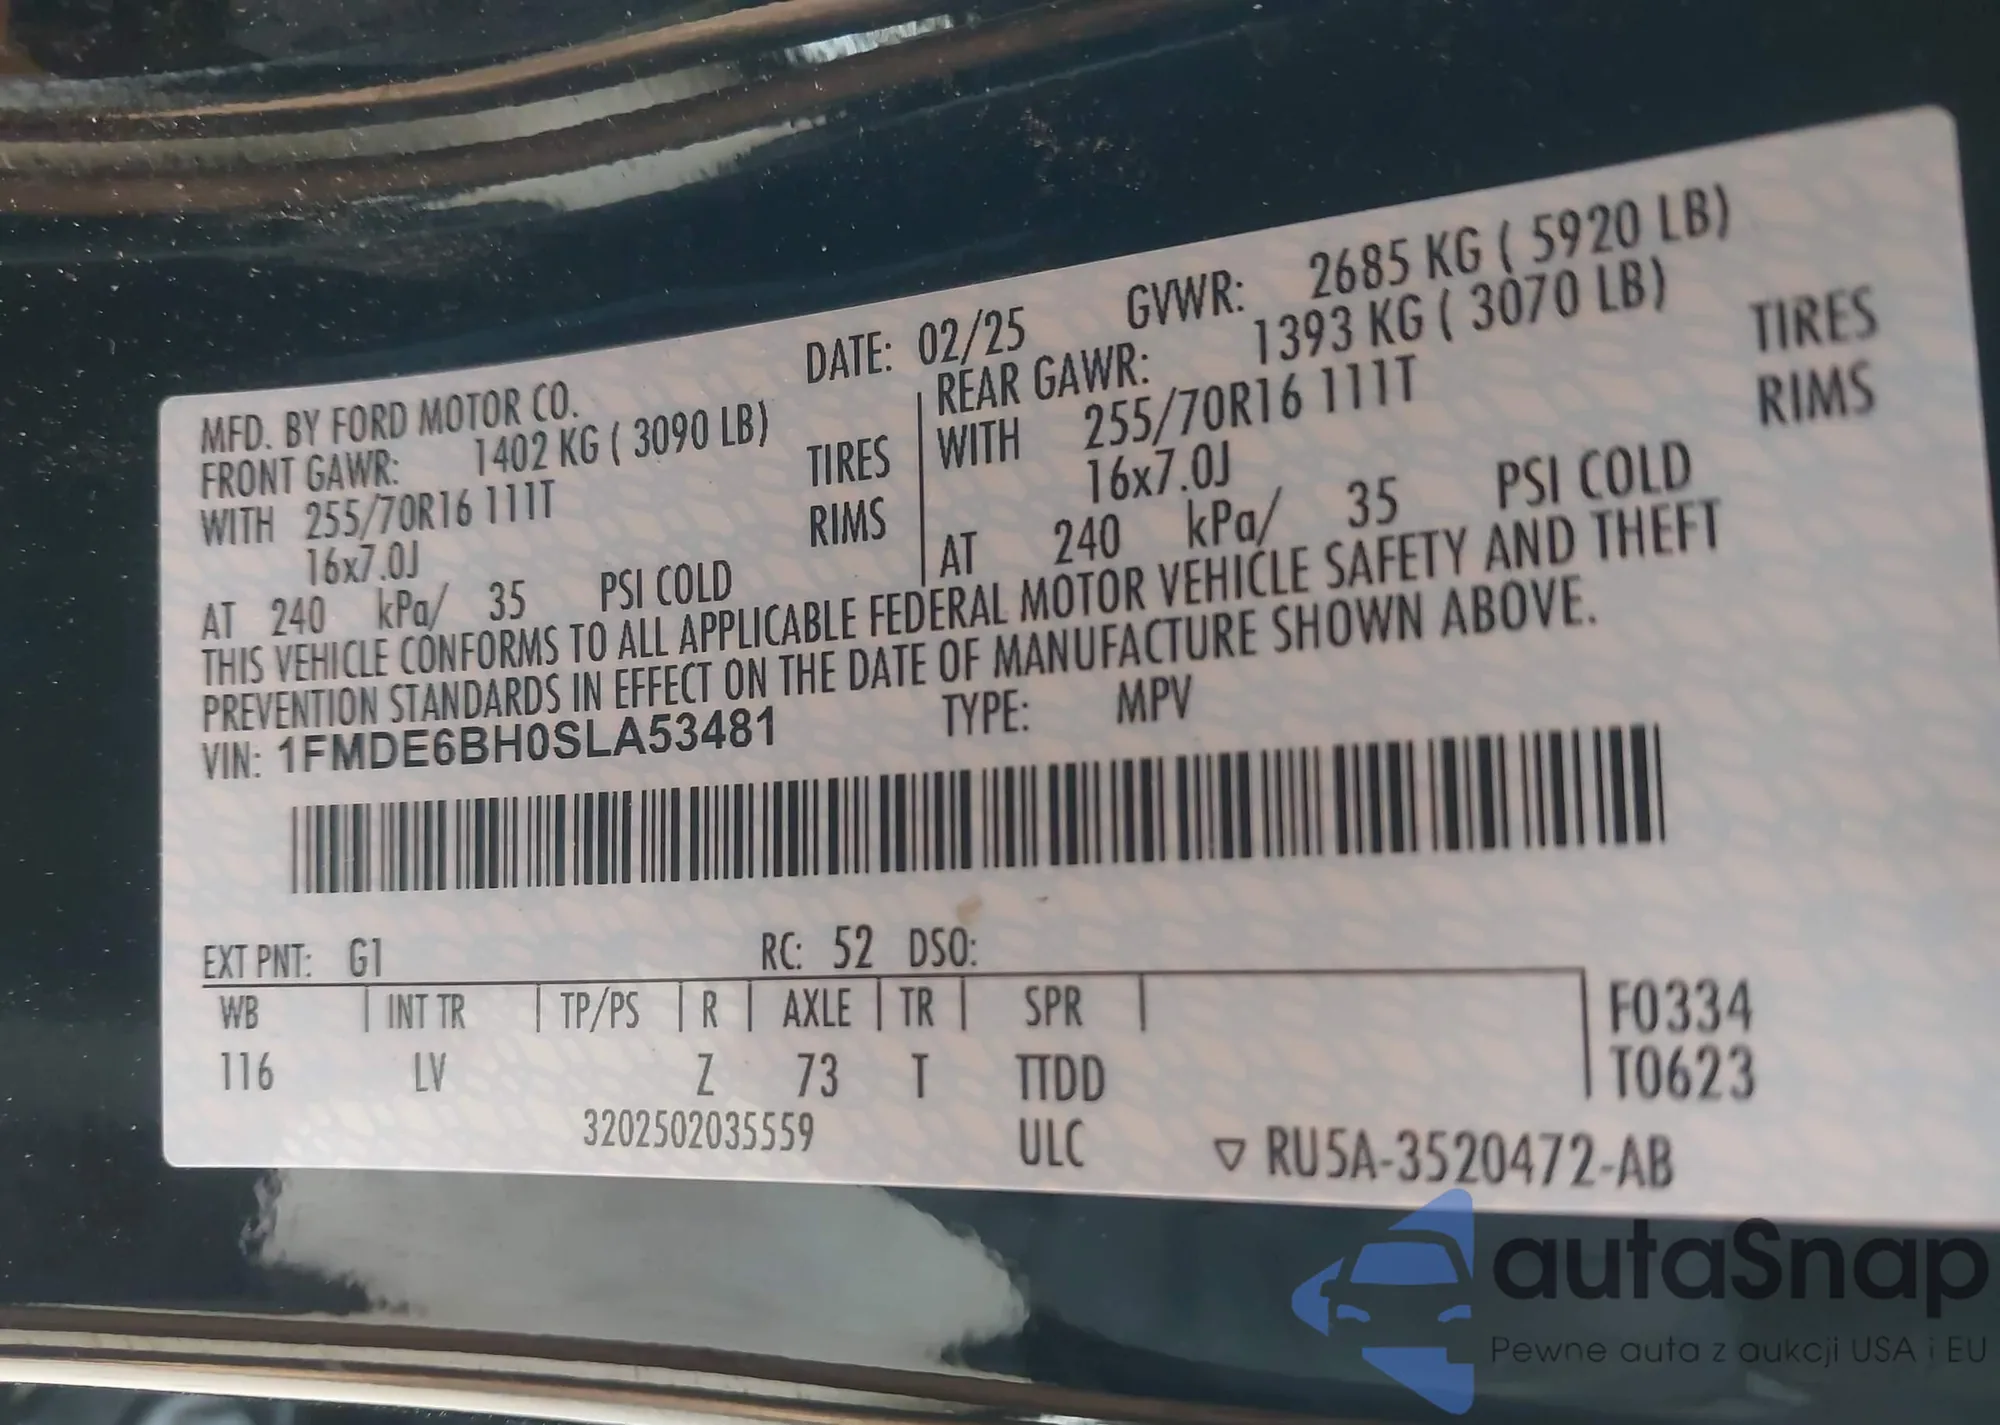 MFD. BY FORD MOTOR CO. DATE: 02/25 GVWR: 2685 KG ( 5920 LB)
FRONT GAWR: 1402 KG ( 3090 LB) REAR GAWR: 1393 KG ( 3070 LB)
WITH 255/70R16 111T TIRES WITH 255/70R16 111T TIRES
16x7.0J RIMS 16x7.0J RIMS
AT 240 kPa/ 35 PSI COLD AT 240 kPa/ 35 PSI COLD
THIS VEHICLE CONFORMS TO ALL APPLICABLE FEDERAL MOTOR VEHICLE SAFETY AND THEFT
PREVENTION STANDARDS IN EFFECT ON THE DATE OF MANUFACTURE SHOWN ABOVE.
VIN: 1FMDE6BH0SLA53481 TYPE: MPV
EXT PNT: G1 RC: 52 DSO:
WB INT TR TP/PS R AXLE TR SPR F0334
116 LV Z 73 T TTDD T0623
3202502035559 ULC ▽ RU5A-3520472-AB
autaSnap
Pewne auta z aukcji USA i EU